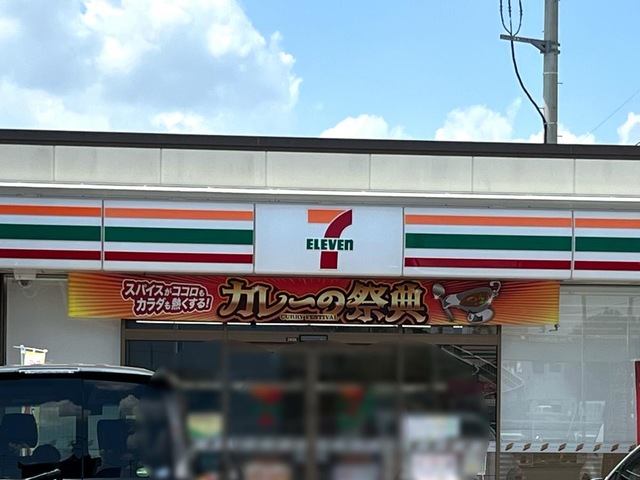 7
ELEVEN
スパイスがココロも
カラダも熱くする!
カレーの祭典
CURRY FESTIVAL